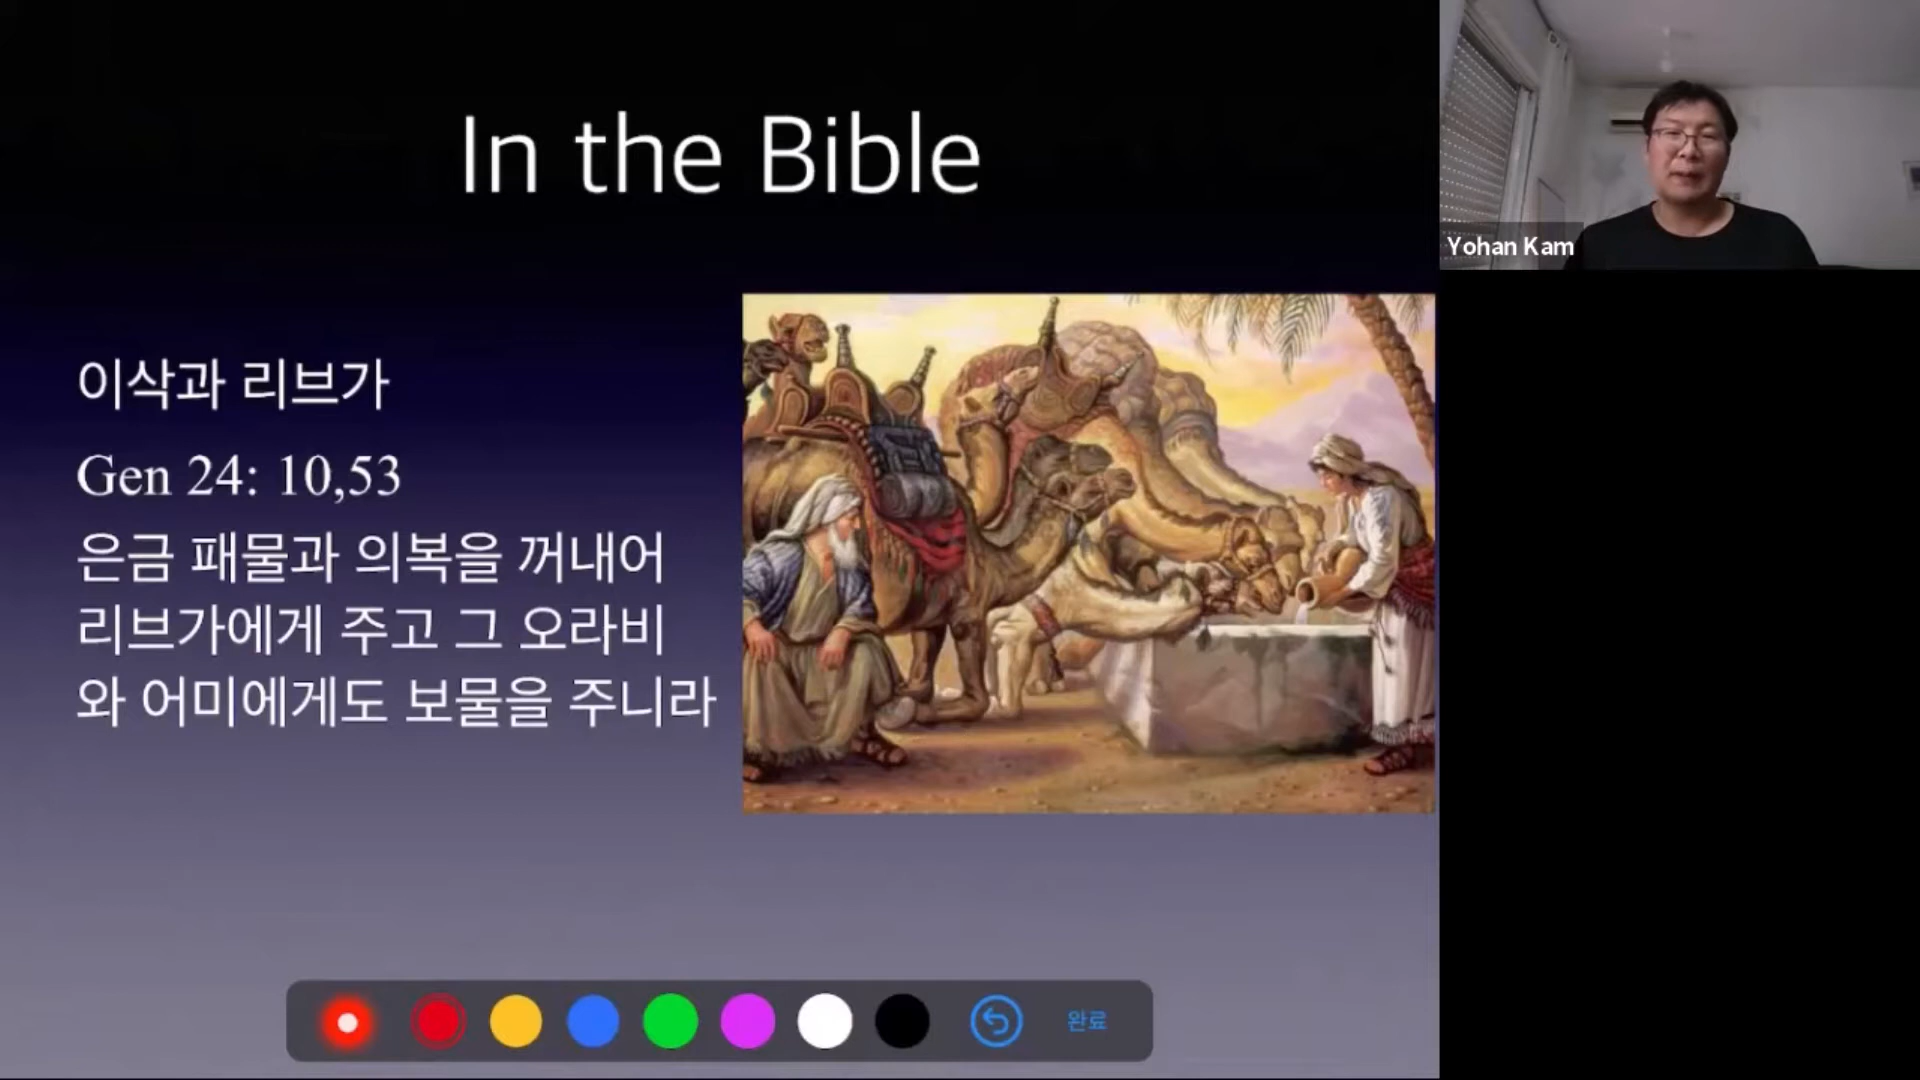 In the Bible
이삭과 리브가
Gen 24: 10,53
은금 패물과 의복을 꺼내어
리브가에게 주고 그 오라비
와 어미에게도 보물을 주니라
Yohan Kam
완료